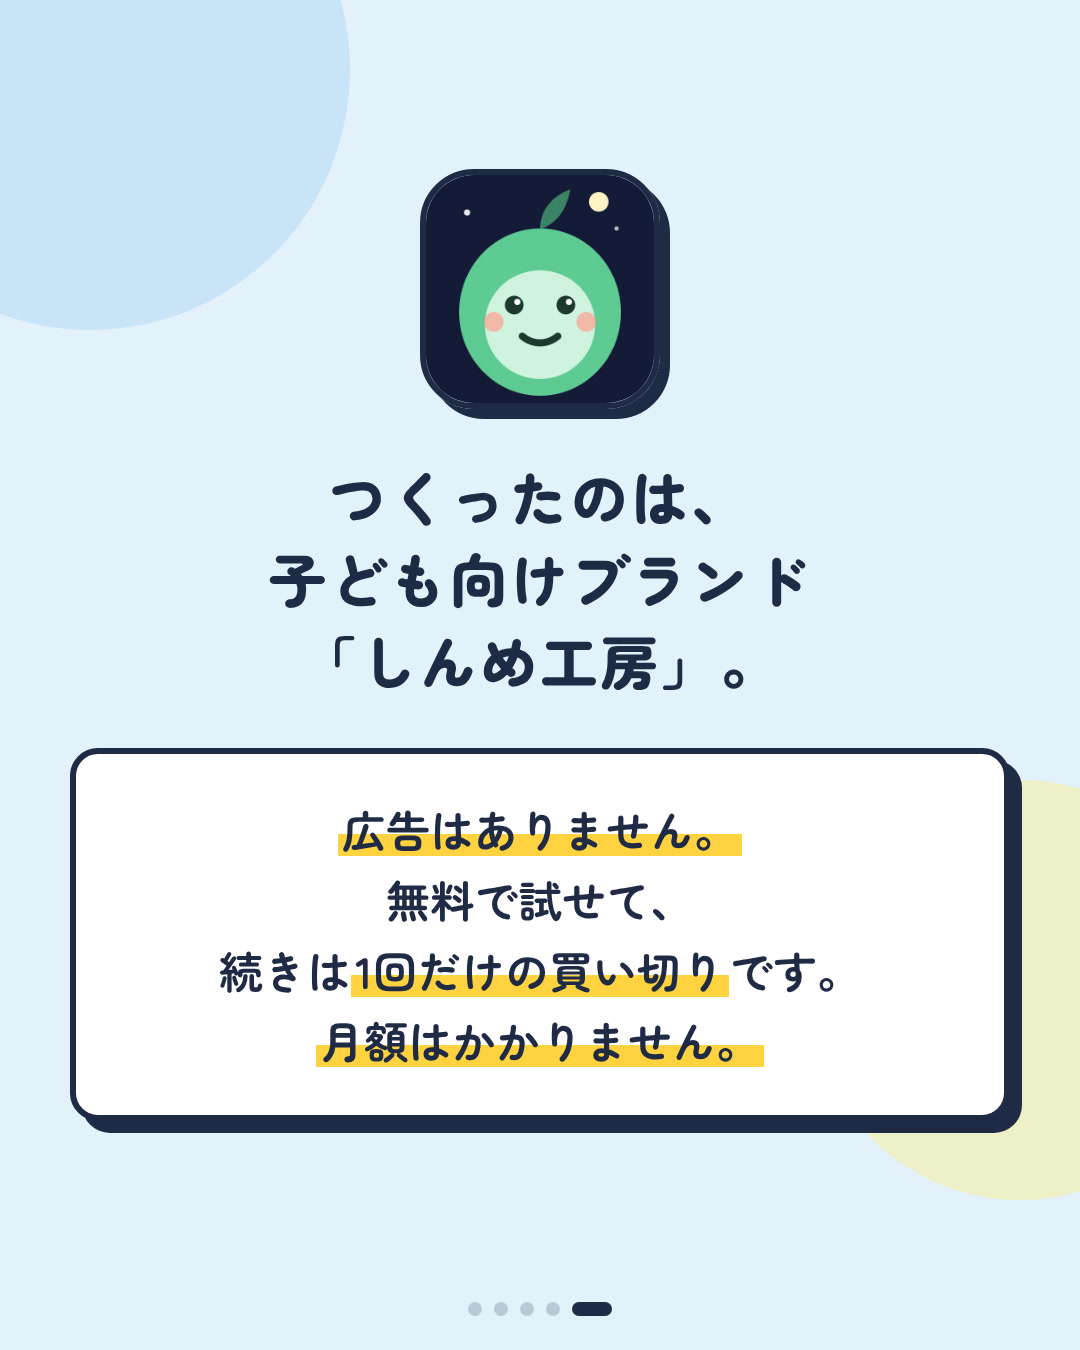 つくったのは、
子ども向けブランド
「しんめ工房」。
広告はありません。
無料で試せて、
続きは1回だけの買い切りです。
月額はかかりません。